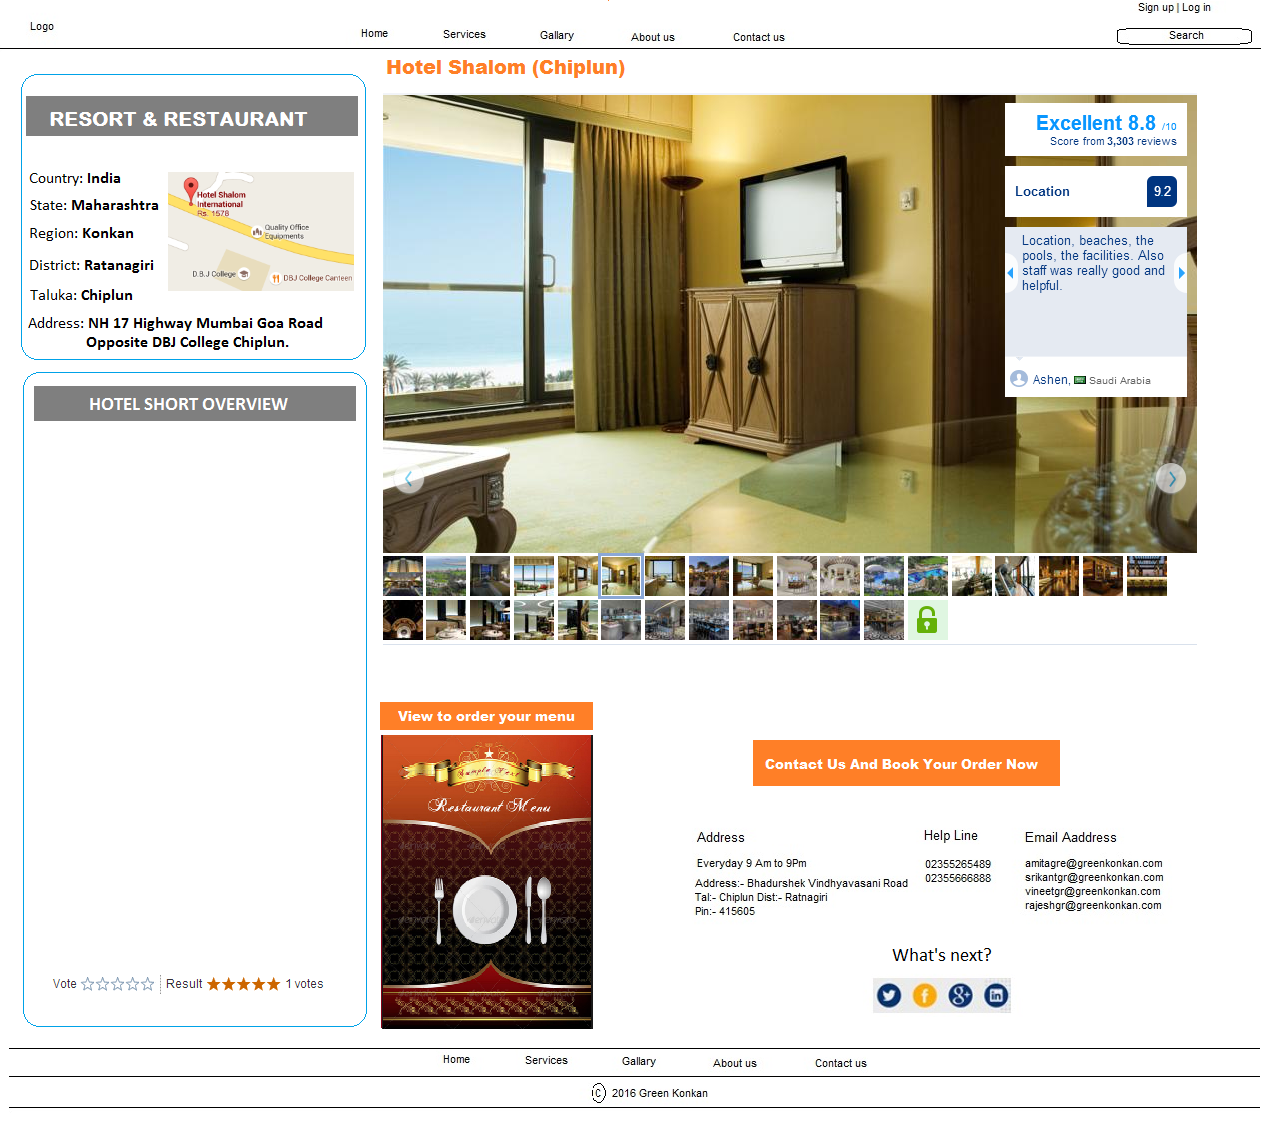 Sign up | Log in
Logo
Home
Services
Gallary
About us
Contact us
Search
Hotel Shalom (Chiplun)
RESORT & RESTAURANT
Country: India
State: Maharashtra
Region: Konkan
District: Ratanagiri
Taluka: Chiplun
Address: NH 17 Highway Mumbai Goa Road
Opposite DBJ College Chiplun.
Hotel Shalom
International
Rs. 1578
Quality Office
Equipments
D.B.J College
DBJ College Canteen
Excellent 8.8 /10
Score from 3,303 reviews
Location 9.2
Location, beaches, the
pools, the facilities. Also
staff was really good and
helpful.
Ashen, Saudi Arabia
HOTEL SHORT OVERVIEW
Vote
Result
1 votes
View to order your menu
Sample Text
Restaurant Menu
Contact Us And Book Your Order Now
Address
Everyday 9 Am to 9Pm
Address:- Bhadurshek Vindhyavasani Road
Tal:- Chiplun Dist:- Ratnagiri
Pin:- 415605
Help Line
02355265489
02355666888
Email Aaddress
amitagre@greenkonkan.com
srikantgr@greenkonkan.com
vineetgr@greenkonkan.com
rajeshgr@greenkonkan.com
What's next?
Home
Services
Gallary
About us
Contact us
C 2016 Green Konkan